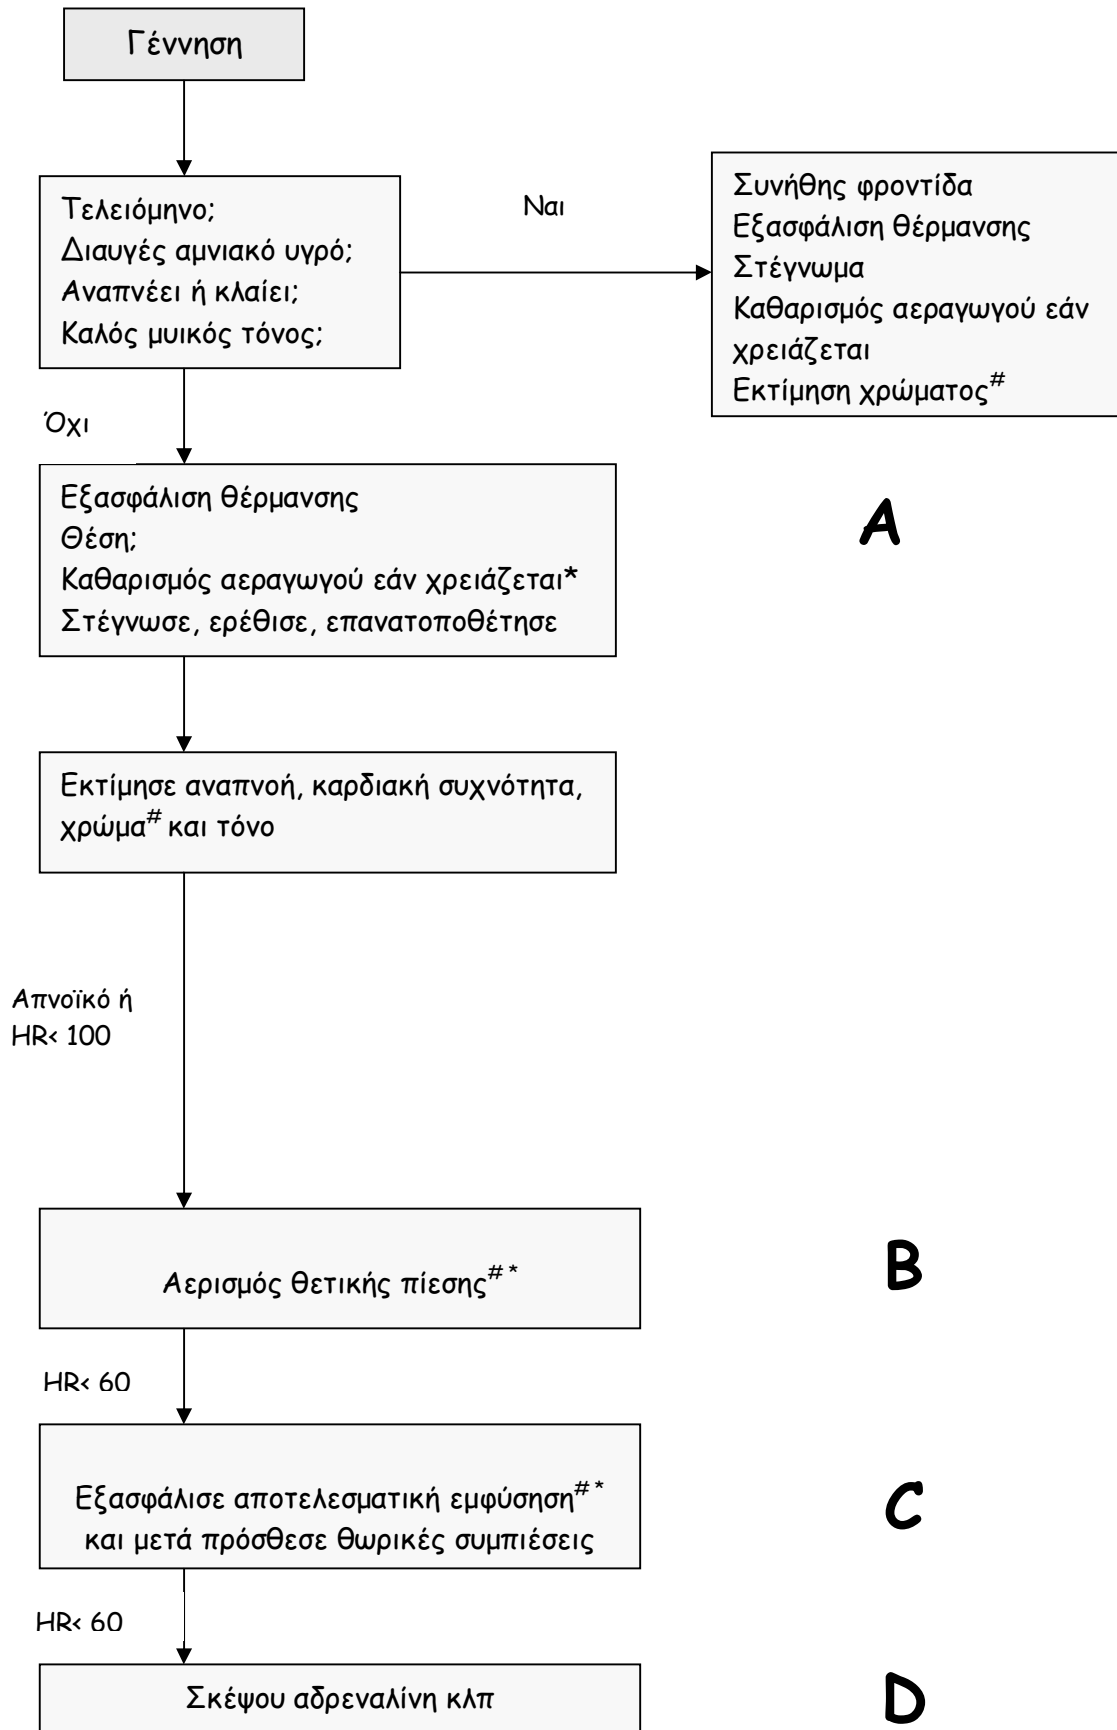 Γέννηση
Τελειόμηνο;
Διαυγές αμνιακό υγρό;
Αναπνέει ή κλαίει;
Καλός μυικός τόνος;
Ναι
Συνήθης φροντίδα
Εξασφάλιση θέρμανσης
Στέγνωμα
Καθαρισμός αεραγωγού εάν
χρειάζεται
Εκτίμηση χρώματος#
Όχι
Εξασφάλιση θέρμανσης
Θέση;
Καθαρισμός αεραγωγού εάν χρειάζεται*
Στέγνωσε, ερέθισε, επανατοποθέτησε
A
Εκτίμησε αναπνοή, καρδιακή συχνότητα,
χρώμα# και τόνο
Απνοϊκό ή
HR< 100
Αερισμός θετικής πίεσης# *
B
HR< 60
Εξασφάλισε αποτελεσματική εμφύσηση# *
και μετά πρόσθεσε θωρικές συμπιέσεις
C
HR< 60
Σκέψου αδρεναλίνη κλπ
D